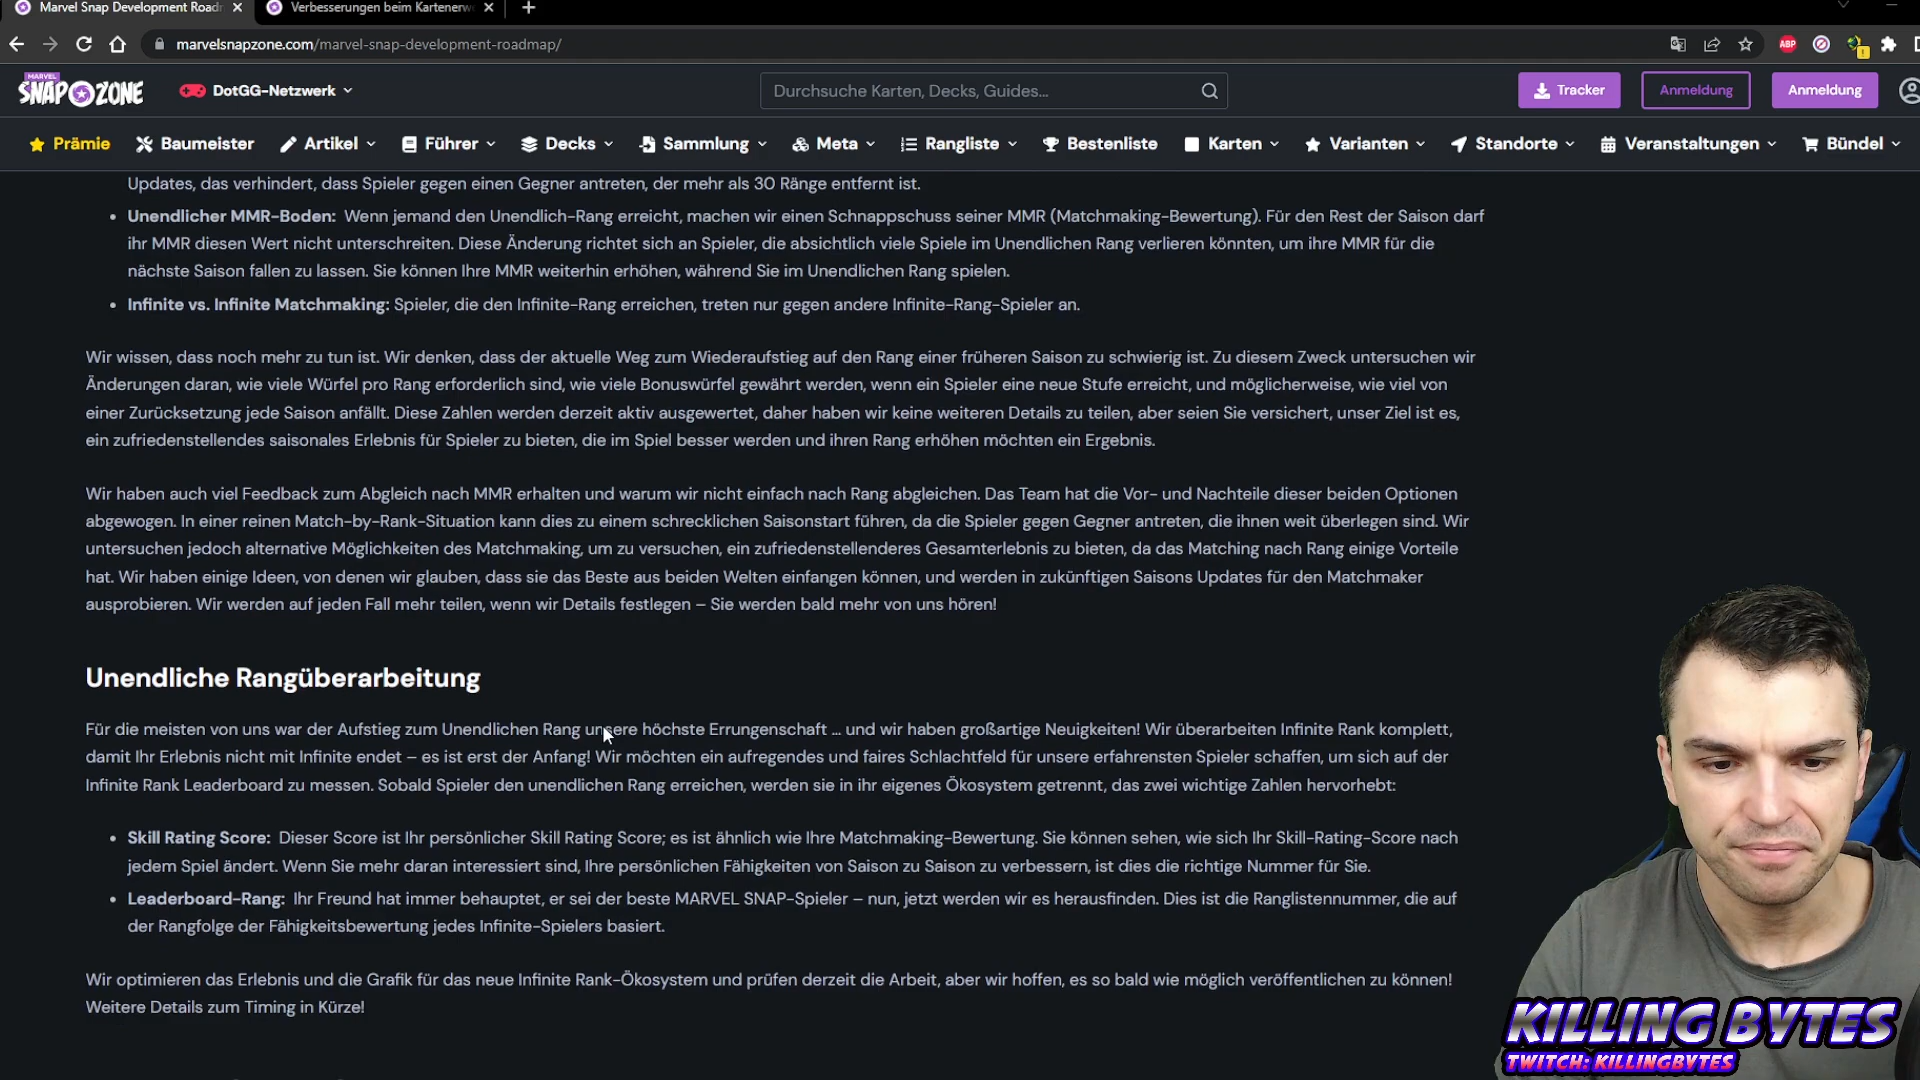 Marvel Snap Development Road
Verbesserungen beim Kartenerw
marvelsnapzone.com/marvel-snap-development-roadmap/
ABP
MARVEL
SNAP ZONE
DotGG-Netzwerk
Durchsuche Karten, Decks, Guides...
Tracker
Anmeldung
Anmeldung
Prämie
Baumeister
Artikel
Führer
Decks
Sammlung
Meta
Rangliste
Bestenliste
Karten
Varianten
Standorte
Veranstaltungen
Bündel
Updates, das verhindert, dass Spieler gegen einen Gegner antreten, der mehr als 30 Ränge entfernt ist.
Unendlicher MMR-Boden: Wenn jemand den Unendlich-Rang erreicht, machen wir einen Schnappschuss seiner MMR (Matchmaking-Bewertung). Für den Rest der Saison darf
ihr MMR diesen Wert nicht unterschreiten. Diese Änderung richtet sich an Spieler, die absichtlich viele Spiele im Unendlichen Rang verlieren könnten, um ihre MMR für die
nächste Saison fallen zu lassen. Sie können Ihre MMR weiterhin erhöhen, während Sie im Unendlichen Rang spielen.
Infinite vs. Infinite Matchmaking: Spieler, die den Infinite-Rang erreichen, treten nur gegen andere Infinite-Rang-Spieler an.
Wir wissen, dass noch mehr zu tun ist. Wir denken, dass der aktuelle Weg zum Wiederaufstieg auf den Rang einer früheren Saison zu schwierig ist. Zu diesem Zweck untersuchen wir
Änderungen daran, wie viele Würfel pro Rang erforderlich sind, wie viele Bonuswürfel gewährt werden, wenn ein Spieler eine neue Stufe erreicht, und möglicherweise, wie viel von
einer Zurücksetzung jede Saison anfällt. Diese Zahlen werden derzeit aktiv ausgewertet, daher haben wir keine weiteren Details zu teilen, aber seien Sie versichert, unser Ziel ist es,
ein zufriedenstellendes saisonales Erlebnis für Spieler zu bieten, die im Spiel besser werden und ihren Rang erhöhen möchten ein Ergebnis.
Wir haben auch viel Feedback zum Abgleich nach MMR erhalten und warum wir nicht einfach nach Rang abgleichen. Das Team hat die Vor- und Nachteile dieser beiden Optionen
abgewogen. In einer reinen Match-by-Rank-Situation kann dies zu einem schrecklichen Saisonstart führen, da die Spieler gegen Gegner antreten, die ihnen weit überlegen sind. Wir
untersuchen jedoch alternative Möglichkeiten des Matchmaking, um zu versuchen, ein zufriedenstellenderes Gesamterlebnis zu bieten, da das Matching nach Rang einige Vorteile
hat. Wir haben einige Ideen, von denen wir glauben, dass sie das Beste aus beiden Welten einfangen können, und werden in zukünftigen Saisons Updates für den Matchmaker
ausprobieren. Wir werden auf jeden Fall mehr teilen, wenn wir Details festlegen – Sie werden bald mehr von uns hören!
Unendliche Rangüberarbeitung
Für die meisten von uns war der Aufstieg zum Unendlichen Rang unsere höchste Errungenschaft … und wir haben großartige Neuigkeiten! Wir überarbeiten Infinite Rank komplett,
damit Ihr Erlebnis nicht mit Infinite endet – es ist erst der Anfang! Wir möchten ein aufregendes und faires Schlachtfeld für unsere erfahrensten Spieler schaffen, um sich auf der
Infinite Rank Leaderboard zu messen. Sobald Spieler den unendlichen Rang erreichen, werden sie in ihr eigenes Ökosystem getrennt, das zwei wichtige Zahlen hervorhebt:
Skill Rating Score: Dieser Score ist Ihr persönlicher Skill Rating Score; es ist ähnlich wie Ihre Matchmaking-Bewertung. Sie können sehen, wie sich Ihr Skill-Rating-Score nach
jedem Spiel ändert. Wenn Sie mehr daran interessiert sind, Ihre persönlichen Fähigkeiten von Saison zu Saison zu verbessern, ist dies die richtige Nummer für Sie.
Leaderboard-Rang: Ihr Freund hat immer behauptet, er sei der beste MARVEL SNAP-Spieler – nun, jetzt werden wir es herausfinden. Dies ist die Ranglistennummer, die auf
der Rangfolge der Fähigkeitsbewertung jedes Infinite-Spielers basiert.
Wir optimieren das Erlebnis und die Grafik für das neue Infinite Rank-Ökosystem und prüfen derzeit die Arbeit, aber wir hoffen, es so bald wie möglich veröffentlichen zu können!
Weitere Details zum Timing in Kürze!
KILLING BYTES
TWITCH: KILLINGBYTES